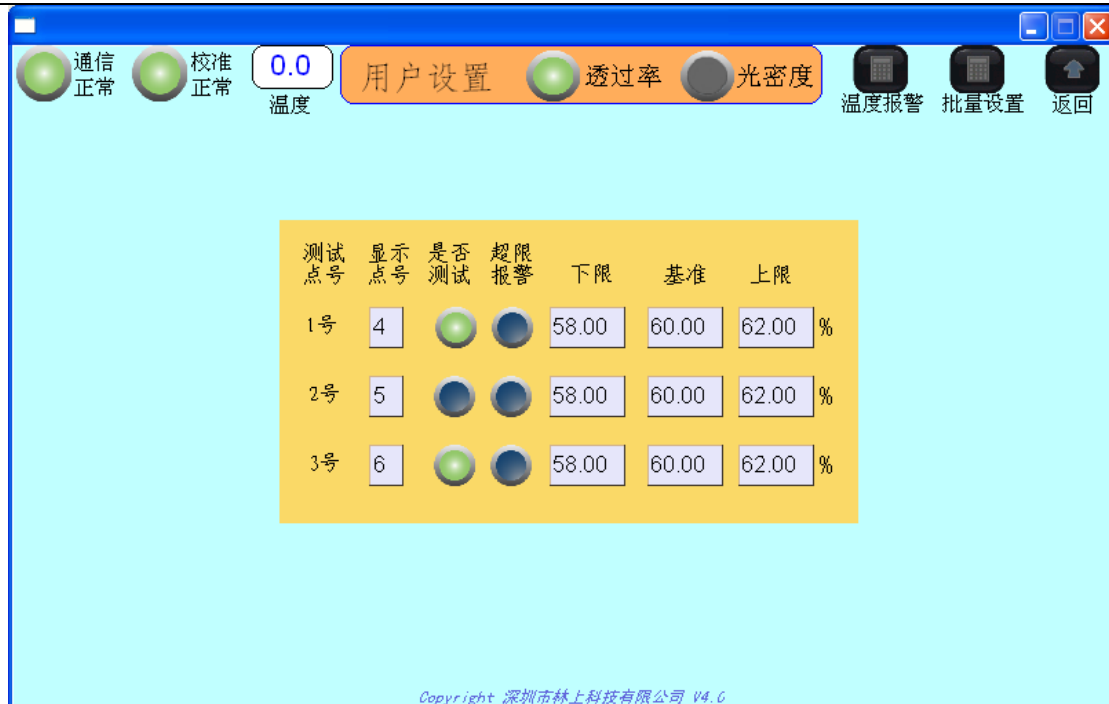 通信
正常
校准
正常
0.0
温度
用户设置
透过率
光密度
温度报警
批量设置
返回
测试点号
显示点号
是否测试
超限报警
下限
基准
上限
1号 4 58.00 60.00 62.00 %
2号 5 58.00 60.00 62.00 %
3号 6 58.00 60.00 62.00 %
Copyright 深圳市林上科技有限公司